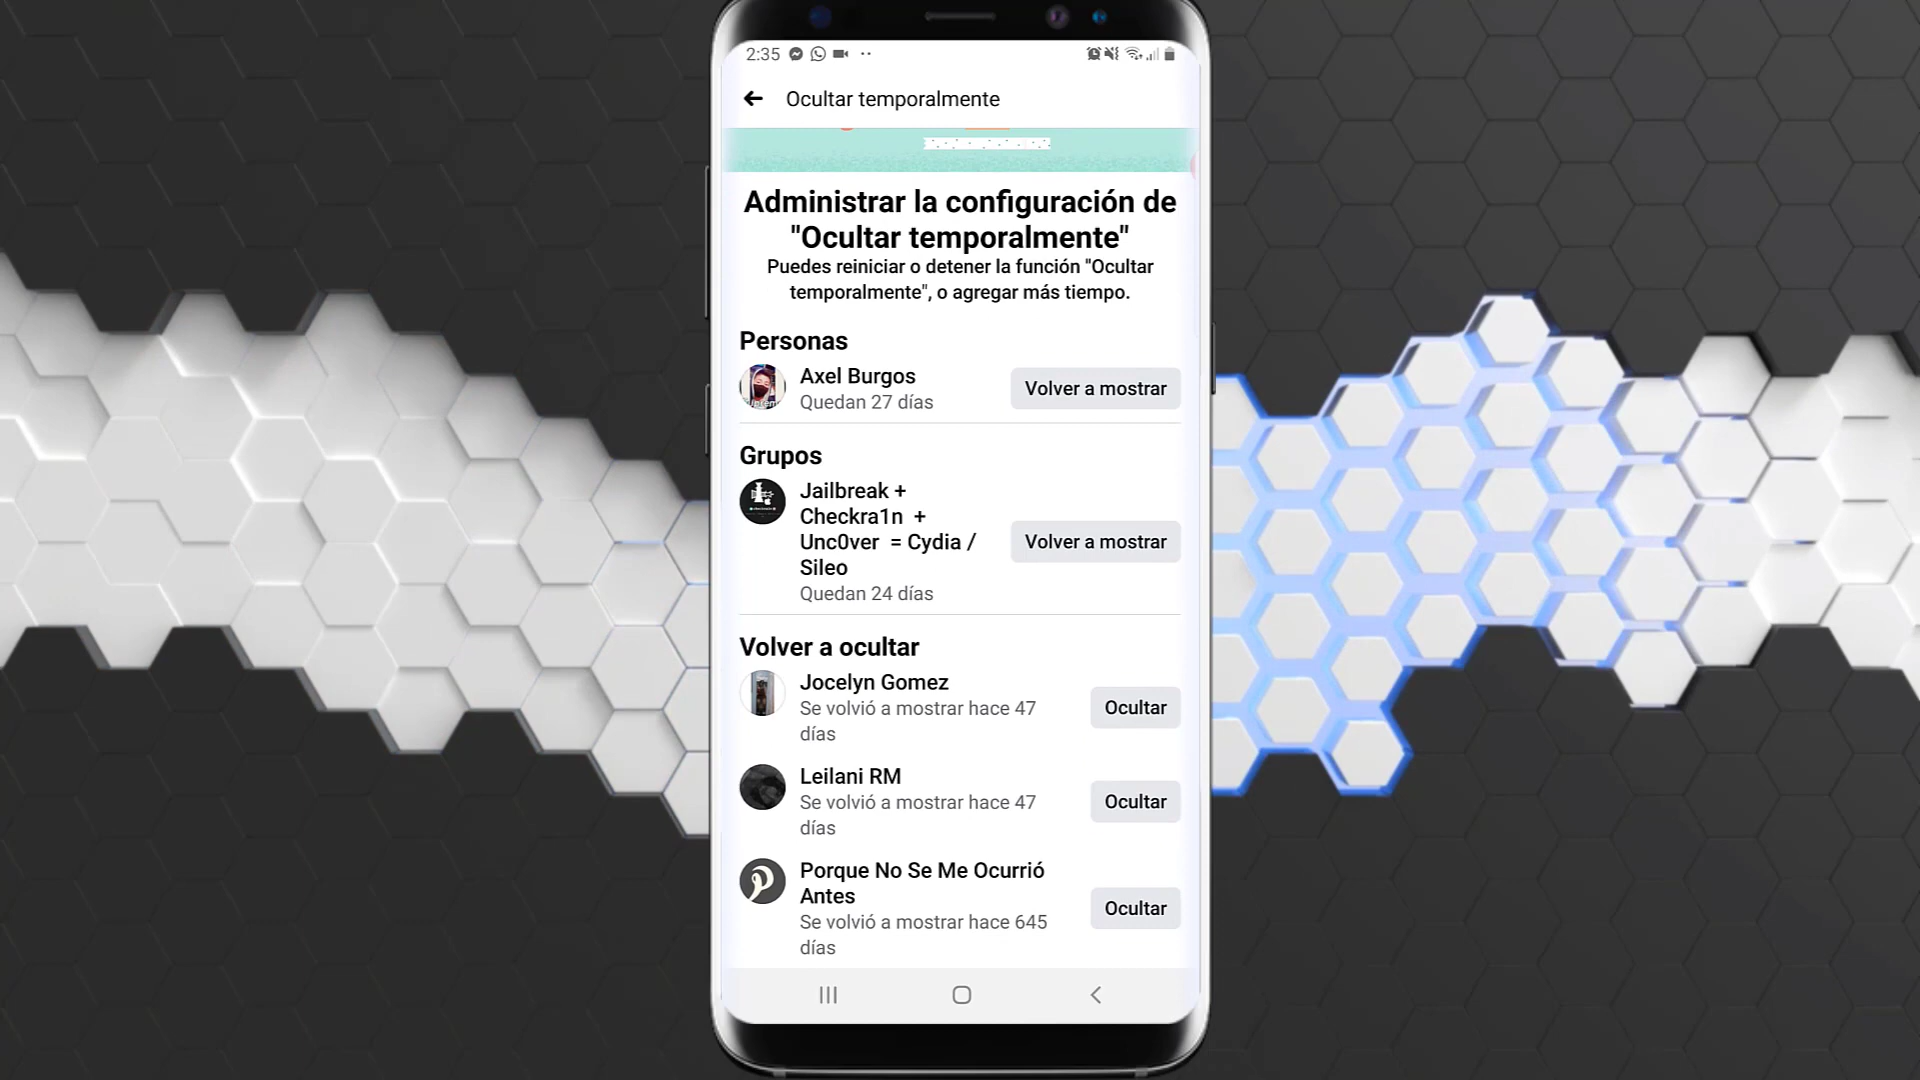 2:35
Ocultar temporalmente
Administrar la configuración de
"Ocultar temporalmente"
Puedes reiniciar o detener la función "Ocultar
temporalmente", o agregar más tiempo.
Personas
Axel Burgos
Quedan 27 días
Volver a mostrar
Grupos
Jailbreak +
Checkra1n +
Unc0ver = Cydia /
Sileo
Quedan 24 días
Volver a mostrar
Volver a ocultar
Jocelyn Gomez
Se volvió a mostrar hace 47
días
Ocultar
Leilani RM
Se volvió a mostrar hace 47
días
Ocultar
Porque No Se Me Ocurrió
Antes
Se volvió a mostrar hace 645
días
Ocultar